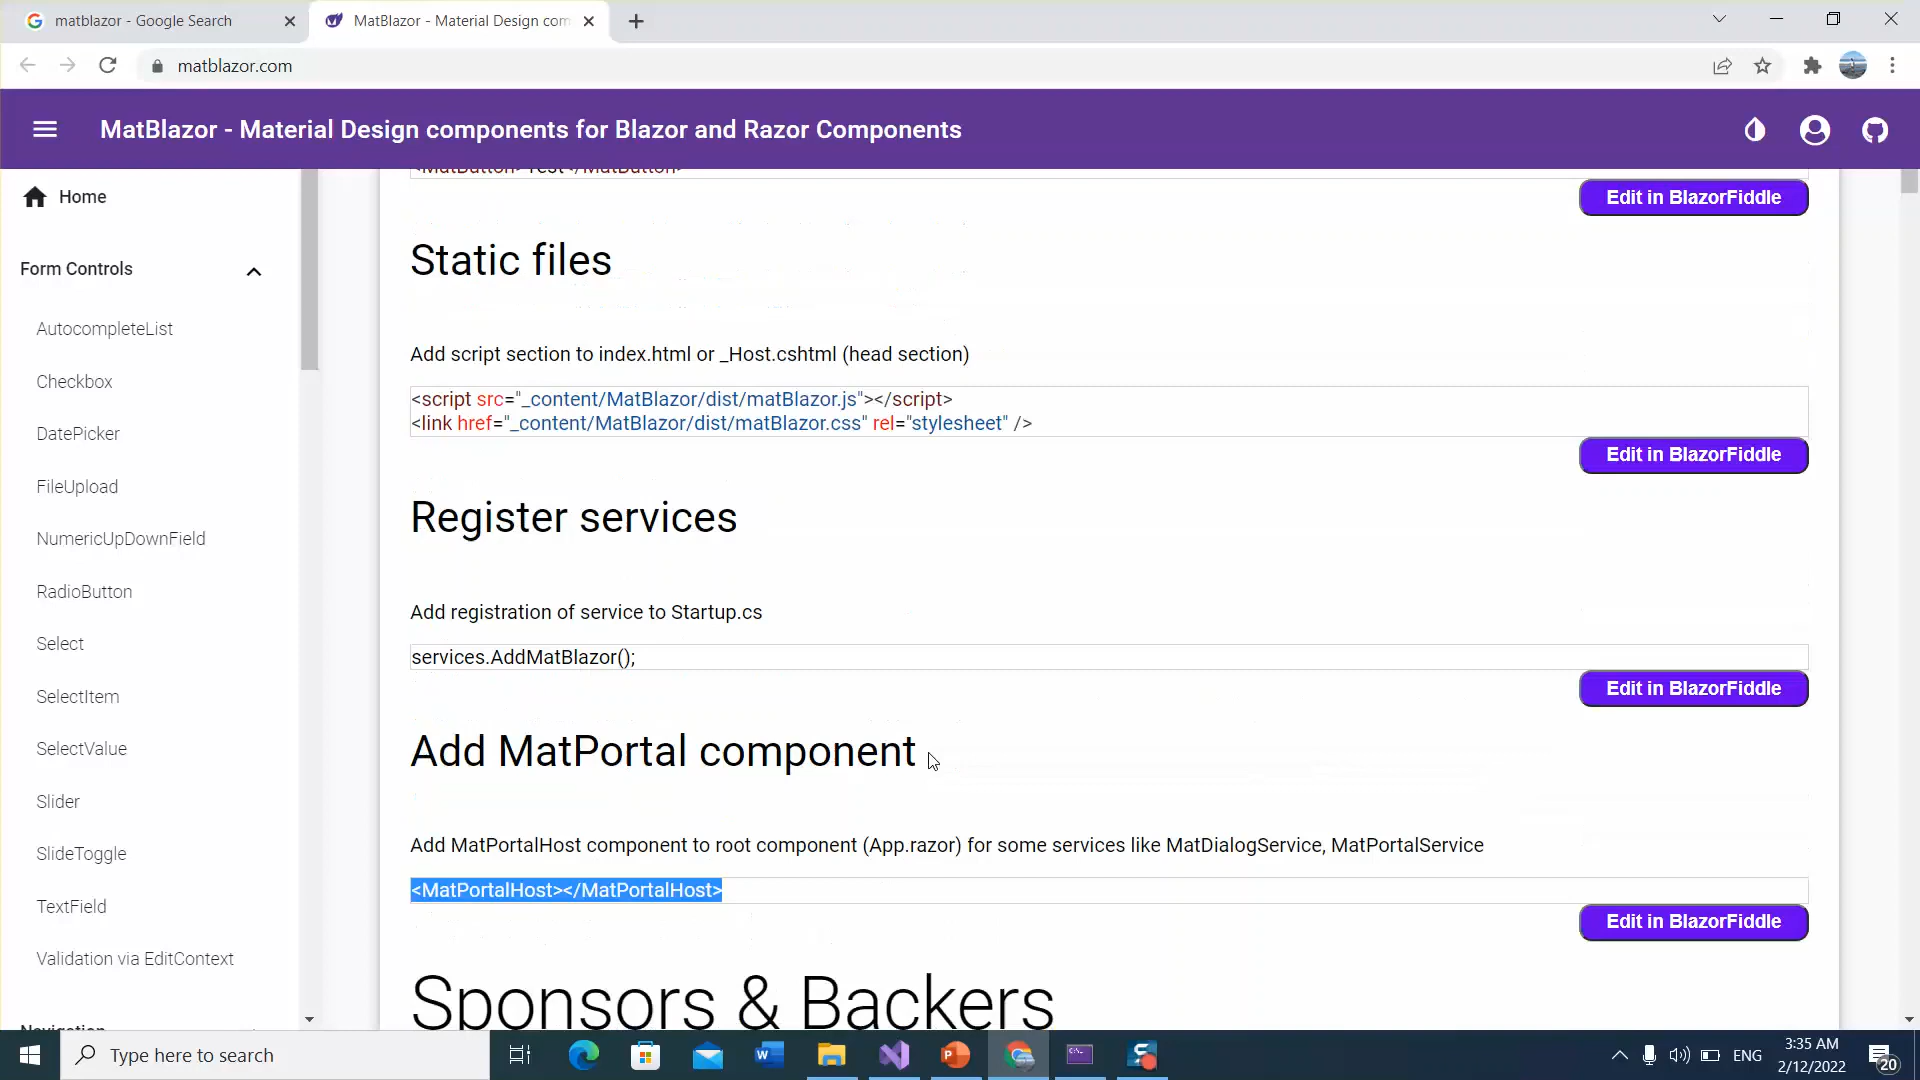 matblazor - Google Search
MatBlazor - Material Design com
matblazor.com
MatBlazor - Material Design components for Blazor and Razor Components
Home
Form Controls
AutocompleteList
Checkbox
DatePicker
FileUpload
NumericUpDownField
RadioButton
Select
SelectItem
SelectValue
Slider
SlideToggle
TextField
Validation via EditContext
Navigation
<MatButton>Test</MatButton>
Edit in BlazorFiddle
Static files
Add script section to index.html or _Host.cshtml (head section)
<script src="_content/MatBlazor/dist/matBlazor.js"></script>
<link href="_content/MatBlazor/dist/matBlazor.css" rel="stylesheet" />
Edit in BlazorFiddle
Register services
Add registration of service to Startup.cs
services.AddMatBlazor();
Edit in BlazorFiddle
Add MatPortal component
Add MatPortalHost component to root component (App.razor) for some services like MatDialogService, MatPortalService
<MatPortalHost></MatPortalHost>
Edit in BlazorFiddle
Sponsors & Backers
Type here to search
ENG
3:35 AM
2/12/2022
20